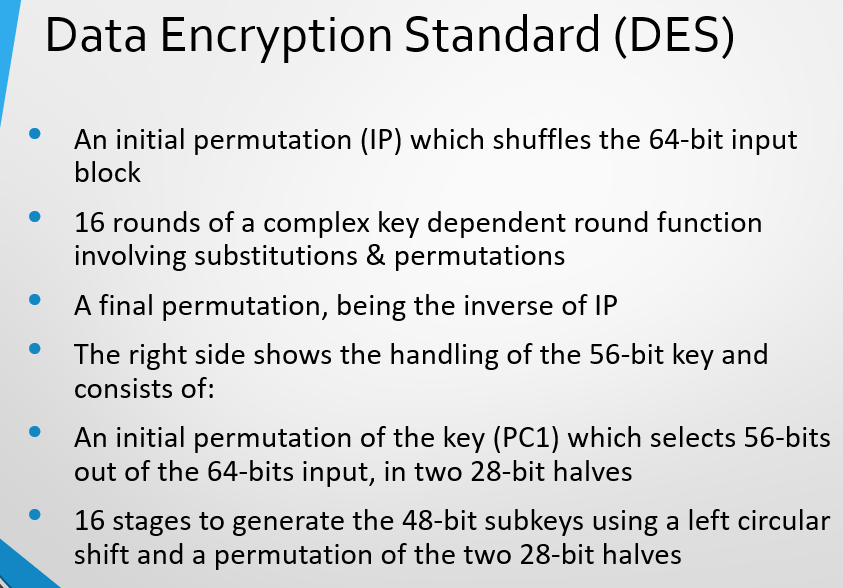 Data Encryption Standard (DES)
• An initial permutation (IP) which shuffles the 64-bit input
block
• 16 rounds of a complex key dependent round function
involving substitutions & permutations
• A final permutation, being the inverse of IP
• The right side shows the handling of the 56-bit key and
consists of:
• An initial permutation of the key (PC1) which selects 56-bits
out of the 64-bits input, in two 28-bit halves
• 16 stages to generate the 48-bit subkeys using a left circular
shift and a permutation of the two 28-bit halves